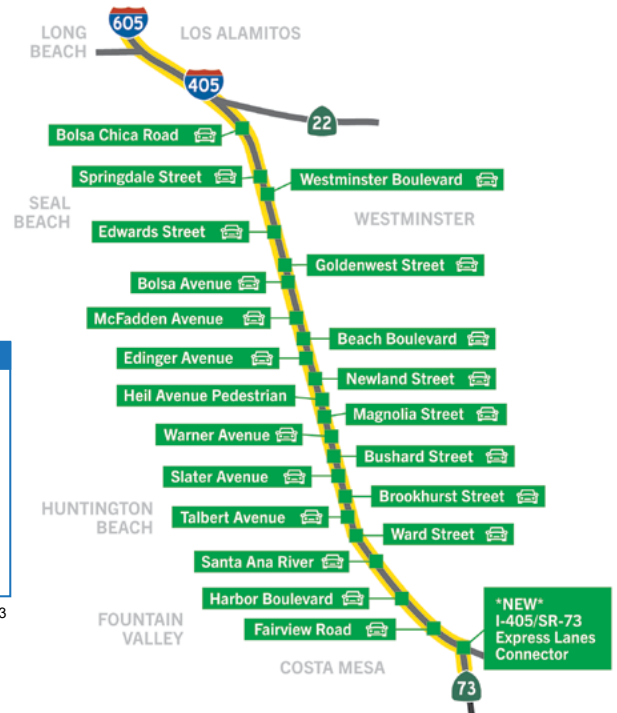 605
LONG
BEACH
LOS ALAMITOS
405
22
Bolsa Chica Road
Springdale Street
Westminster Boulevard
SEAL
BEACH
WESTMINSTER
Edwards Street
Goldenwest Street
Bolsa Avenue
McFadden Avenue
Beach Boulevard
Edinger Avenue
Newland Street
Heil Avenue Pedestrian
Magnolia Street
Warner Avenue
Bushard Street
Slater Avenue
Brookhurst Street
HUNTINGTON
BEACH
Talbert Avenue
Ward Street
Santa Ana River
Harbor Boulevard
3
FOUNTAIN
VALLEY
Fairview Road
*NEW*
I-405/SR-73
Express Lanes
Connector
COSTA MESA
73